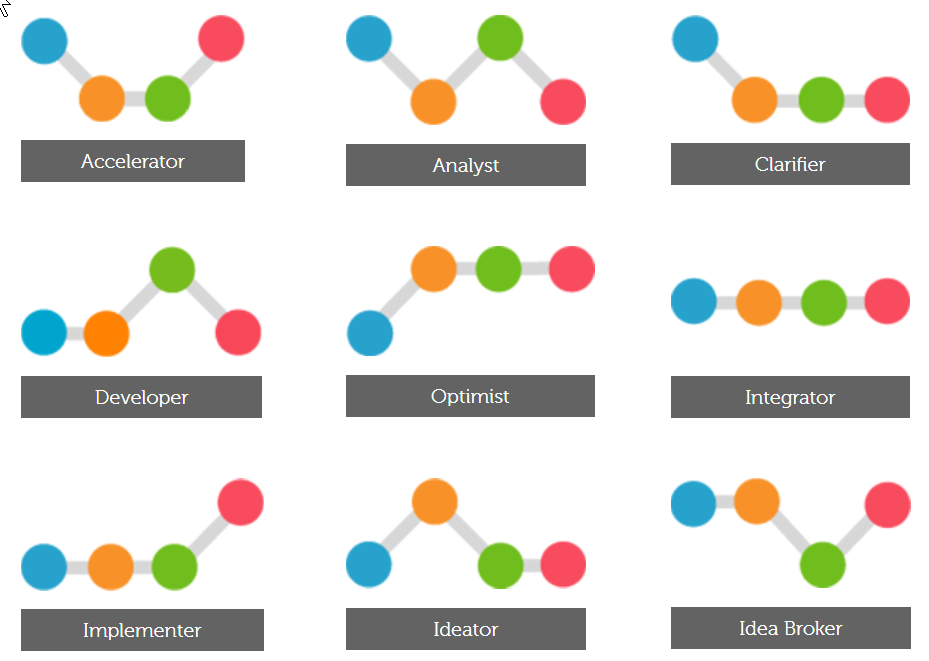 Accelerator
Analyst
Clarifier
Developer
Optimist
Integrator
Implementer
Ideator
Idea Broker